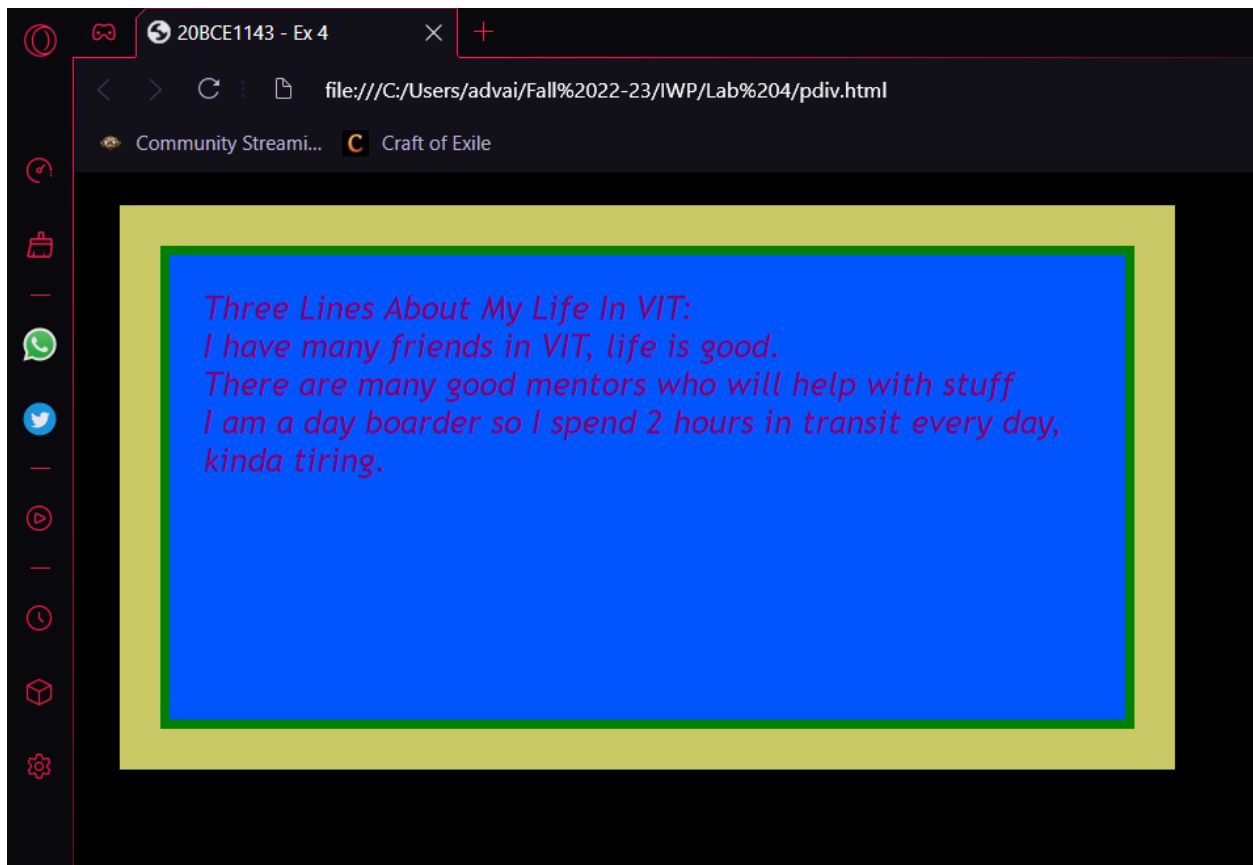 20BCE1143 - Ex 4
file:///C:/Users/advai/Fall%2022-23/IWP/Lab%204/pdiv.html
Community Streami... C Craft of Exile
Three Lines About My Life In VIT:
I have many friends in VIT, life is good.
There are many good mentors who will help with stuff
I am a day boarder so I spend 2 hours in transit every day,
kinda tiring.